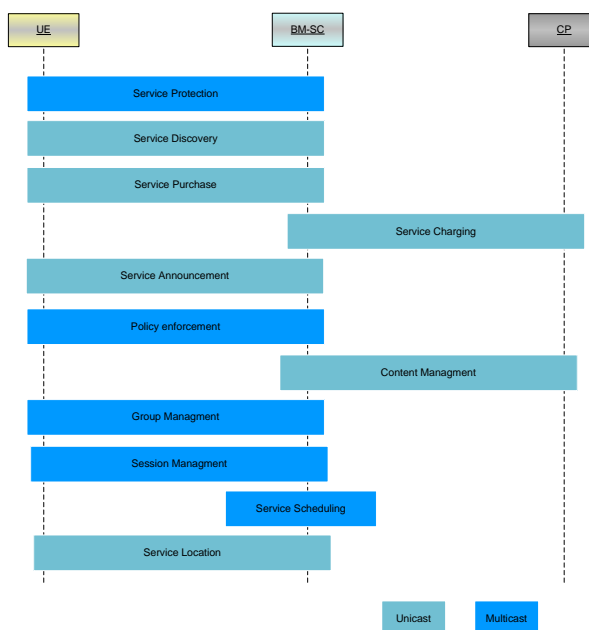 UE
BM-SC
CP
Service Protection
Service Discovery
Service Purchase
Service Charging
Service Announcement
Policy enforcement
Content Managment
Group Managment
Session Managment
Service Scheduling
Service Location
Unicast
Multicast